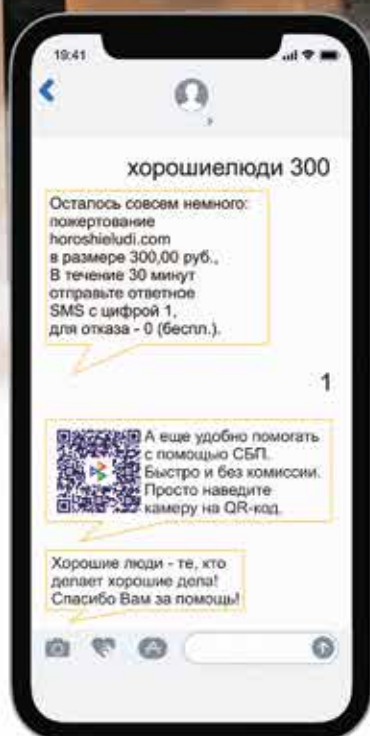 19:41
хорошиелюди 300
Осталось совсем немного:
пожертование
horoshieludi.com
в размере 300,00 руб.,
В течение 30 минут
отправьте ответное
SMS с цифрой 1,
для отказа - 0 (беспл.).
1
А еще удобно помогать
с помощью СБП.
Быстро и без комиссии.
Просто наведите
камеру на QR-код.
Хорошие люди - те, кто
делает хорошие дела!
Спасибо Вам за помощь!